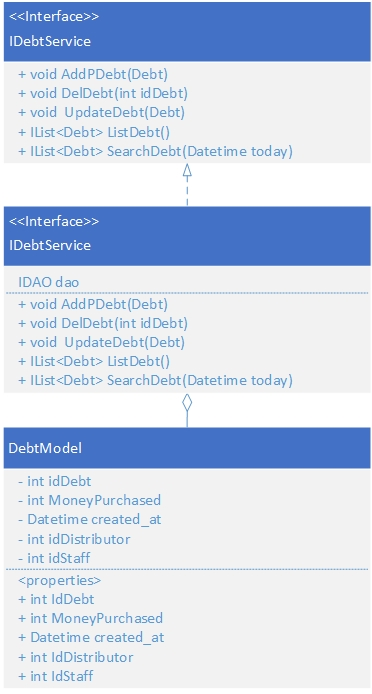 <<Interface>>
IDebtService
+ void AddPDebt(Debt)
+ void DelDebt(int idDebt)
+ void  UpdateDebt(Debt)
+ IList<Debt> ListDebt()
+ IList<Debt> SearchDebt(Datetime today)
<<Interface>>
IDebtService
IDAO dao
+ void AddPDebt(Debt)
+ void DelDebt(int idDebt)
+ void  UpdateDebt(Debt)
+ IList<Debt> ListDebt()
+ IList<Debt> SearchDebt(Datetime today)
DebtModel
- int idDebt
- int MoneyPurchased
- Datetime created_at
- int idDistributor
- int idStaff
<properties>
+ int IdDebt
+ int MoneyPurchased
+ Datetime created_at
+ int IdDistributor
+ int IdStaff